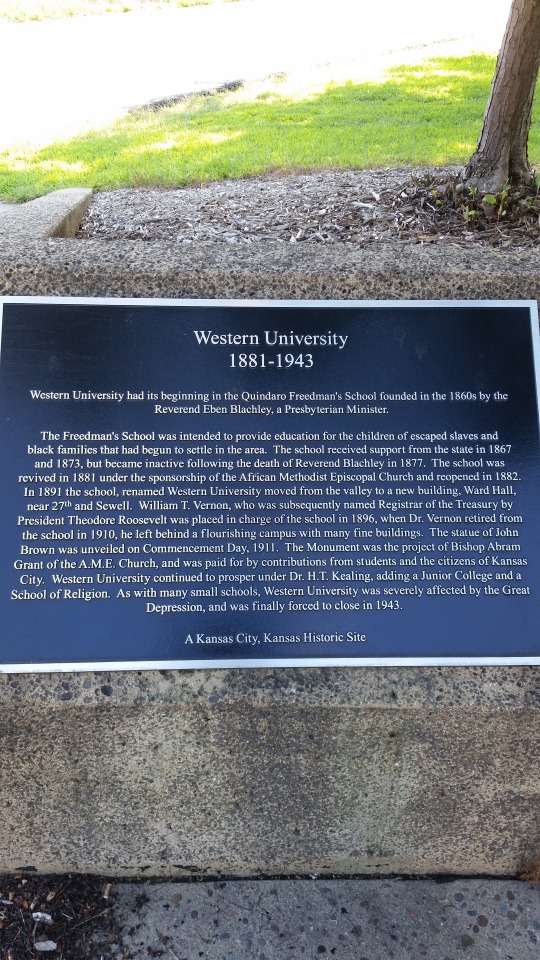 Western University
1881-1943
Western University had its beginning in the Quindaro Freedman's School founded in the 1860s by the
Reverend Eben Blachley, a Presbyterian Minister.
The Freedman's School was intended to provide education for the children of escaped slaves and
black families that had begun to settle in the area. The school received support from the state in 1867
and 1873, but became inactive following the death of Reverend Blachley in 1877. The school was
revived in 1881 under the sponsorship of the African Methodist Episcopal Church and reopened in 1882.
In 1891 the school, renamed Western University moved from the valley to a new building, Ward Hall,
near 27th and Sewell. William T. Vernon, who was subsequently named Registrar of the Treasury by
President Theodore Roosevelt was placed in charge of the school in 1896, when Dr. Vernon retired from
the school in 1910, he left behind a flourishing campus with many fine buildings. The statue of John
Brown was unveiled on Commencement Day, 1911. The Monument was the project of Bishop Abram
Grant of the A.M.E. Church, and was paid for by contributions from students and the citizens of Kansas
City. Western University continued to prosper under Dr. H.T. Kealing, adding a Junior College and a
School of Religion. As with many small schools, Western University was severely affected by the Great
Depression, and was finally forced to close in 1943.
A Kansas City, Kansas Historic Site